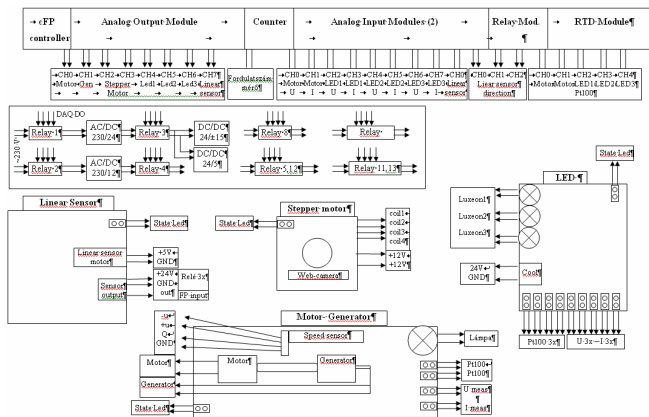 → cFP → Analog Output Module → Counter → Analog Input Modules (2) → Relay Mod. → RTD Module¶
controller→ ¶
→CH0→CH1→CH2→CH3→CH4→CH5→CH6→CH7¶
→Motor→Gen→Stepper→Led1→Led2→Led3→Linear
Motor sensor¶
Fordulatszám
mérő¶
→CH0→CH1→CH2→CH3→CH4→CH5→CH6→CH7→CH0¶
→Motor→Motor→LED1→LED1→LED2→LED2→LED3→LED3→Linear
→U→I→U→I→U→I→U→I→sensor¶
→CH0→CH1→CH2¶
Liear sensor
direction¶
→CH0→CH1→CH2→CH3→CH4¶
→Motor→Motor→LED1→LED2→LED3¶
Pt100¶
DAQ-DO
~230 V
Relay·1¶
AC/DC
230/24¶
Relay·3¶
DC/DC
24/±15¶
Relay·8¶
Relay¶
DC/DC
24/5¶
Relay·2¶
AC/DC
230/12¶
Relay·4¶
Relay·5,12¶
Relay·11,13¶
Linear Sensor¶
State Led¶
Linear sensor
motor¶
+5V↵
GND¶
Sensor
output¶
+24V
GND
out¶
Relé 3x¶
FP input
Stepper motor¶
State Led¶
coil1↵
coil2↵
coil3↵
coil4¶
+12V↵
+12V¶
Web-camera¶
LED·¶
State Led¶
Luxeon1¶
Luxeon2¶
Luxeon3¶
24V↵
GND¶
Cool¶
Pt100·3x¶
U·3x – I·3x¶
Motor–Generator¶
-u↵
+u↵
Q↵
GND¶
Speed·sensor¶
Lámpa¶
Motor¶
Motor¶
Generator¶
Generator¶
Pt100↵
Pt100¶
U meas¶
¶
I meas¶
State Led¶